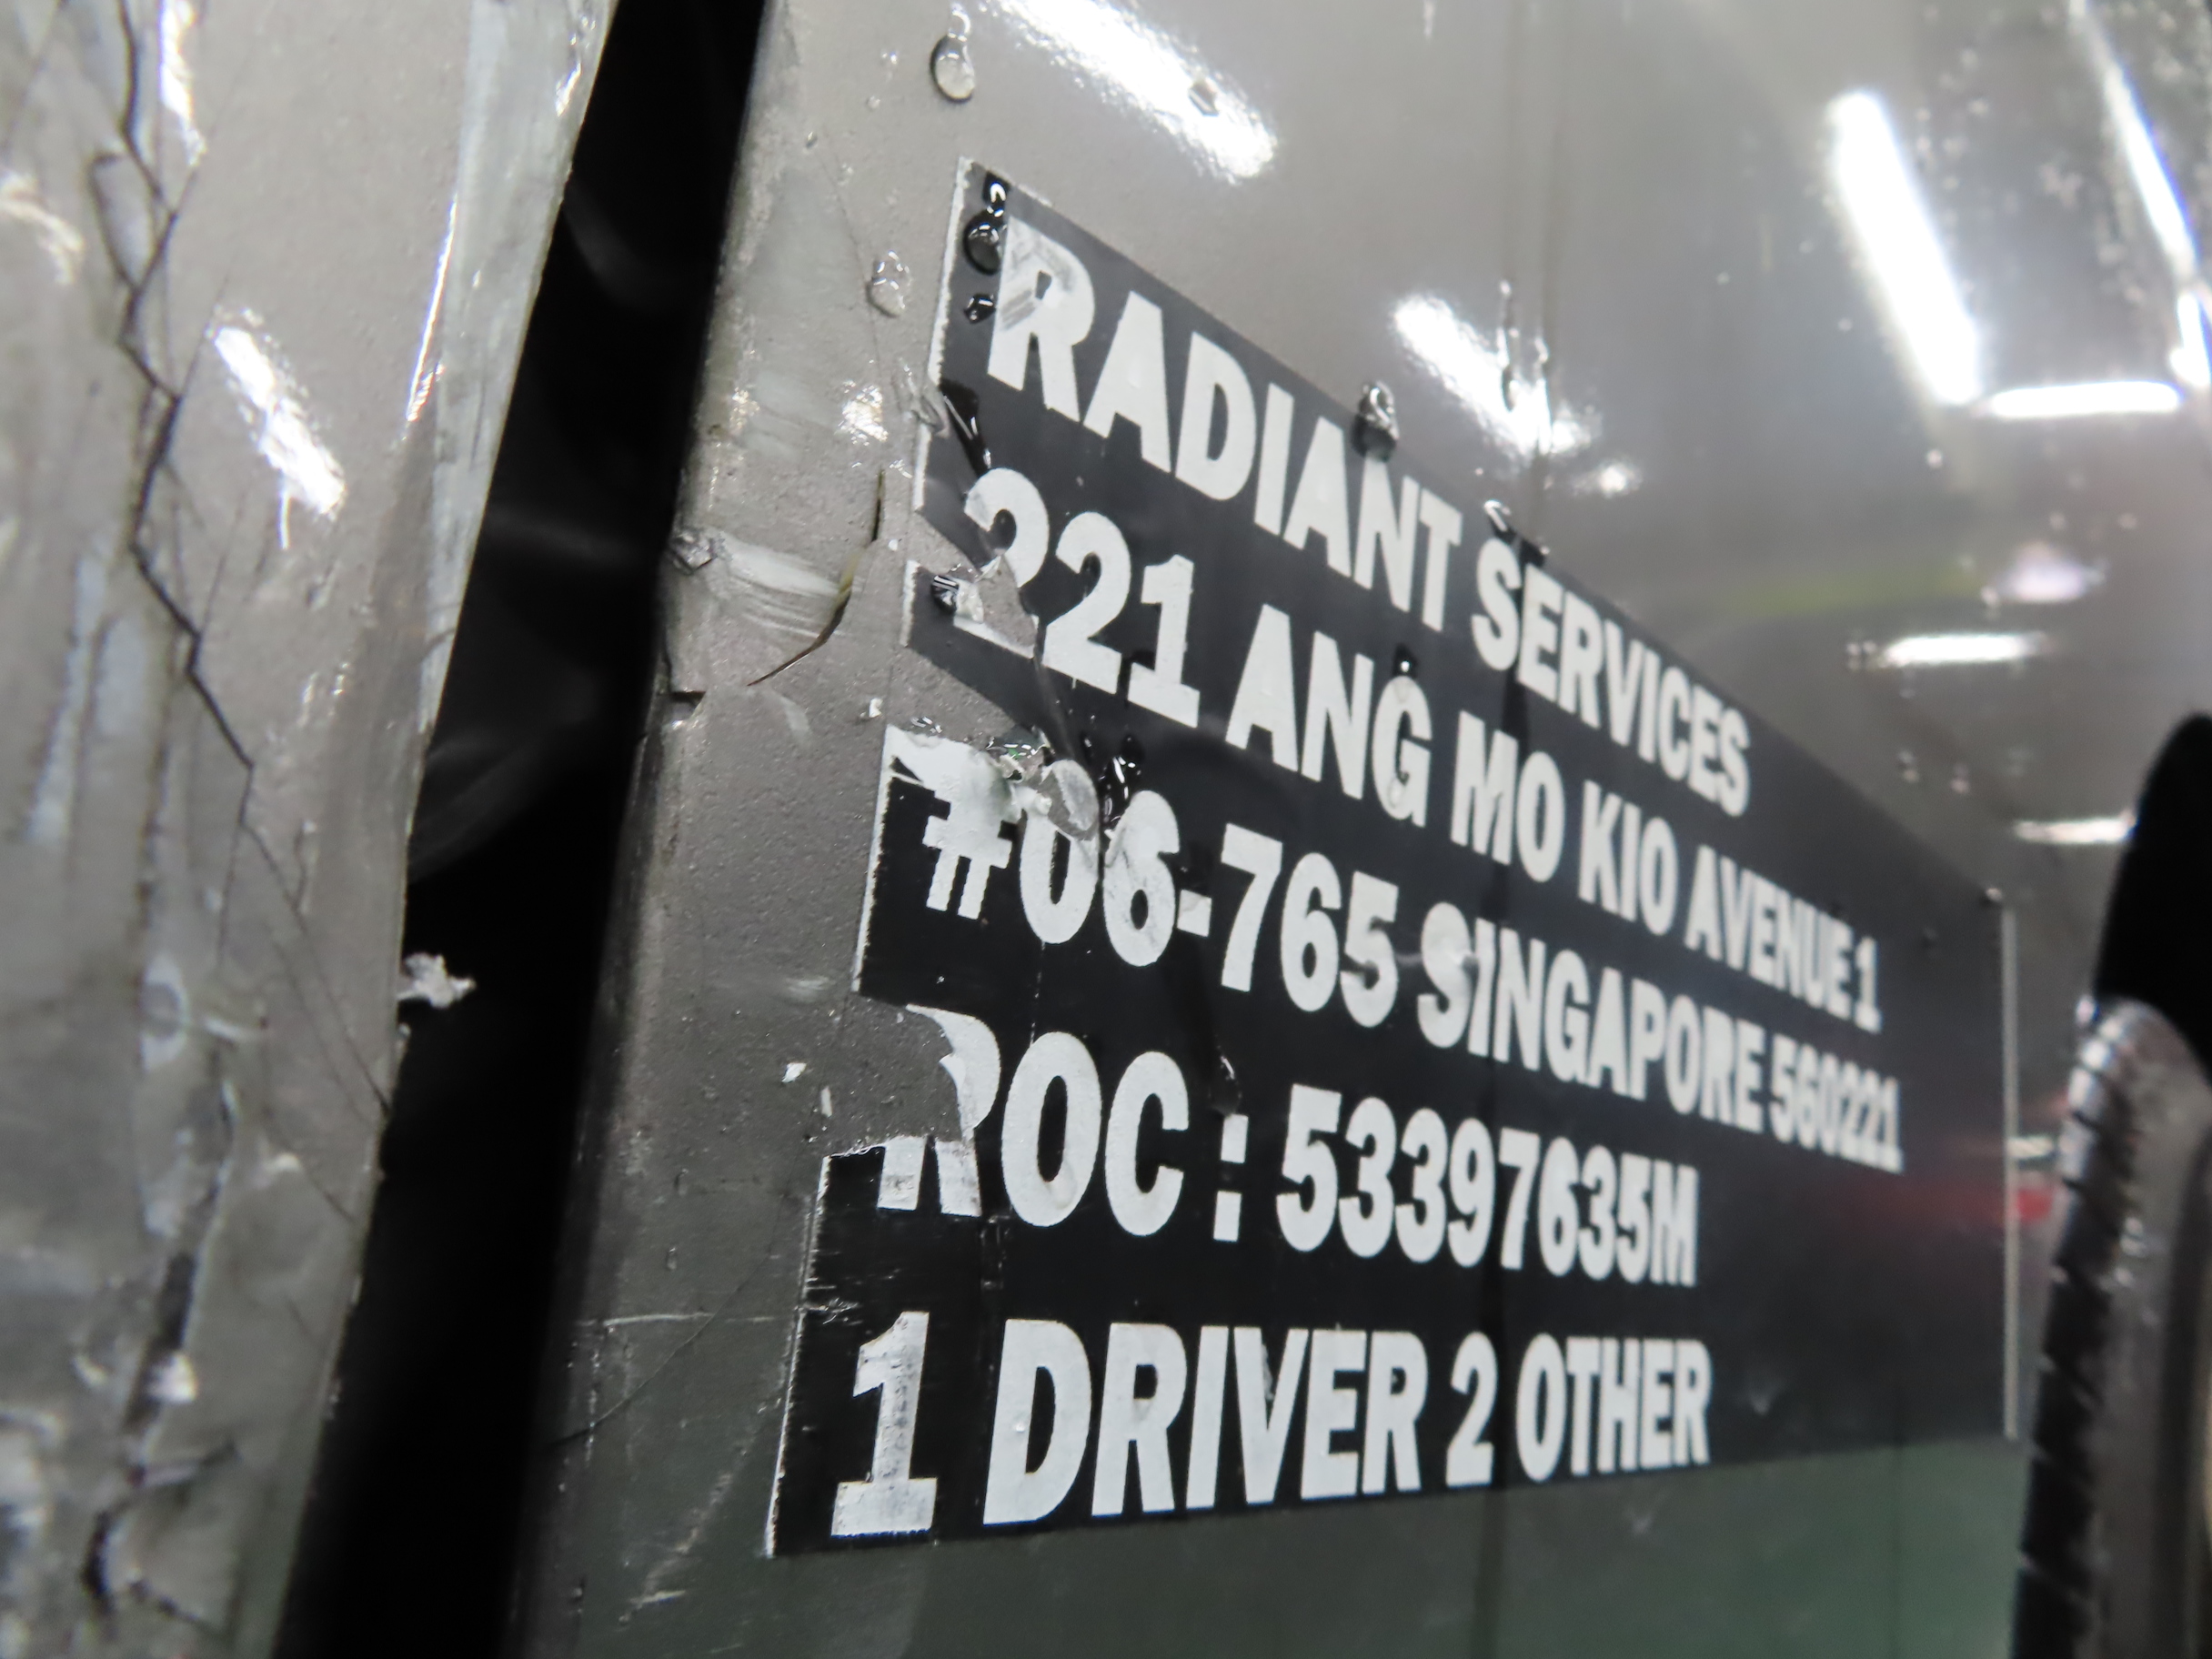 RADIANT SERVICES
221 ANG MO KIO AVENUE 1
#06-765 SINGAPORE 560221
ROC : 53397635M
1 DRIVER 2 OTHER